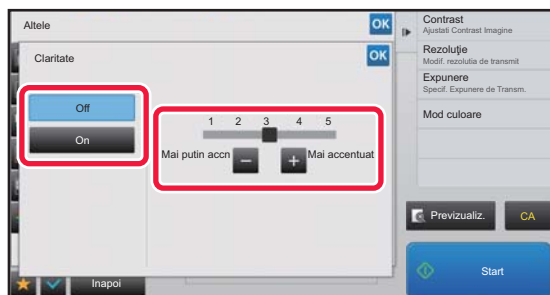 Altele
OK
Claritate
OK
Off
On
1 2 3 4 5
Mai putin accn
−
+
Mai accentuat
Inapoi
Contrast
Ajustati Contrast Imagine
Rezoluţie
Modif. rezolutia de transmit
Expunere
Specif. Expunere de Transm.
Mod culoare
Previzualiz.
CA
Start